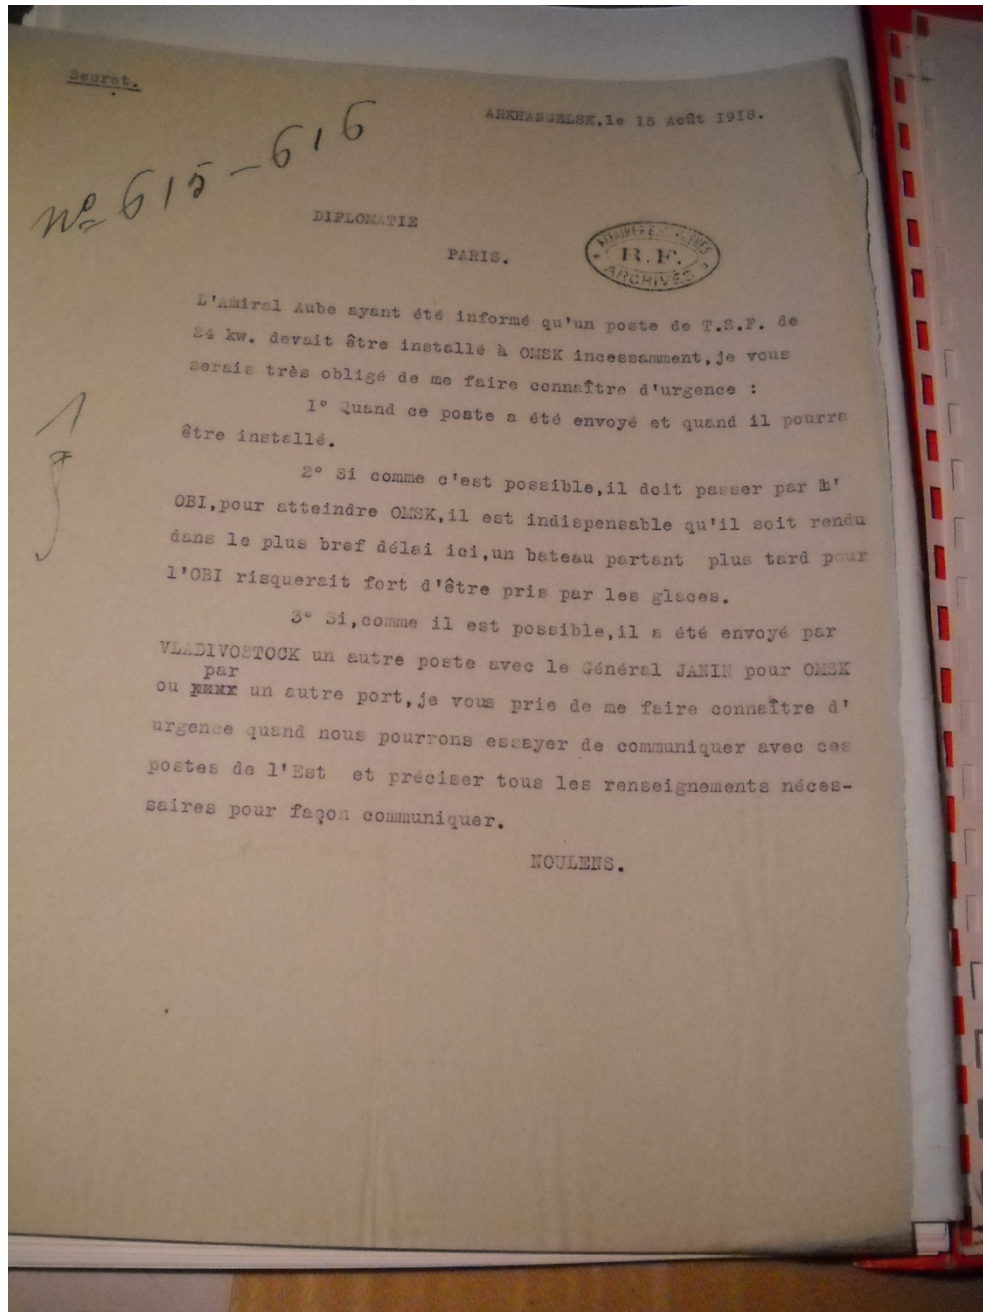 Secret.
ARKHANGELSK,le 15 Août 1918.
Nº 615-616
DIPLOMATIE
PARIS.
AFFAIRES ETRANGERES
R.F.
ARCHIVES
L'Amiral Aube ayant été informé qu'un poste de T.S.F. de
24 kw. devait être installé à OMSK incessamment,je vous
serais très obligé de me faire connaître d'urgence :
I° Quand ce poste a été envoyé et quand il pourra
être installé.
2° Si comme c'est possible,il doit passer par l'
OBI,pour atteindre OMSK,il est indispensable qu'il soit rendu
dans le plus bref délai ici,un bateau partant plus tard pour
l'OBI risquerait fort d'être pris par les glaces.
3° Si,comme il est possible,il a été envoyé par
VLADIVOSTOCK un autre poste avec le Général JANIN pour OMSK
par
ou un autre port,je vous prie de me faire connaître d'
urgence quand nous pourrons essayer de communiquer avec ces
postes de l'Est et préciser tous les renseignements néces-
saires pour façon communiquer.
NOULENS.